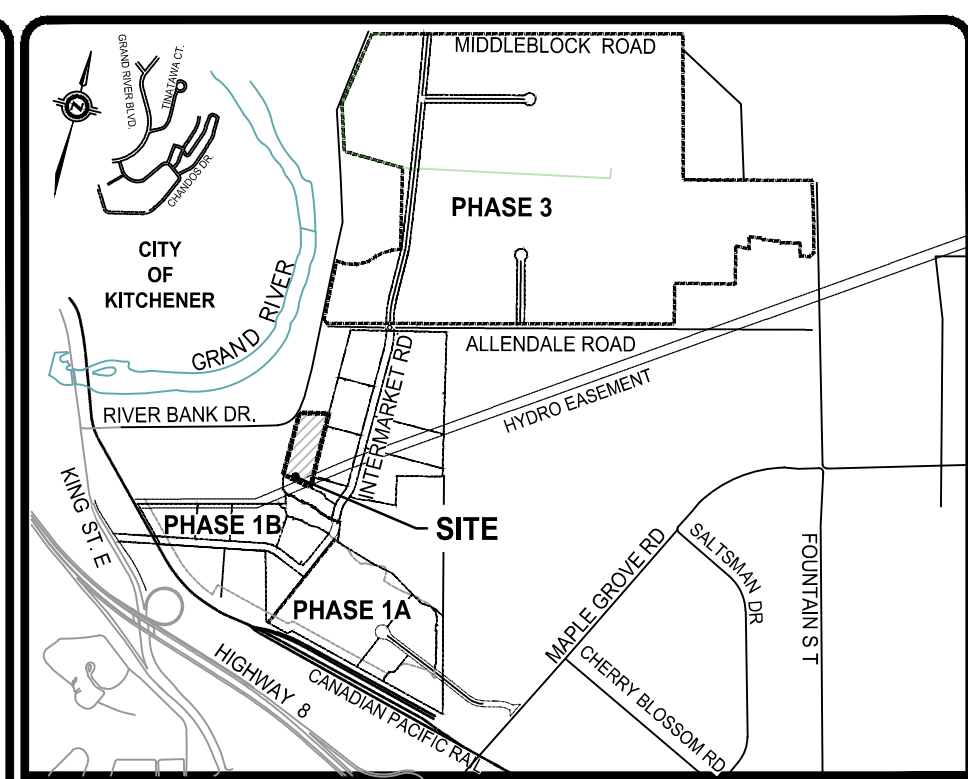 MIDDLEBLOCK ROAD
GRAND RIVER BLVD.
TINATAWA CT.
Z
CHANDOS DR.
PHASE 3
CITY
OF
KITCHENER
GRAND RIVER
ALLENDALE ROAD
INTERMARKET RD
HYDRO EASEMENT
RIVER BANK DR.
KING ST. E
PHASE 1B
SITE
PHASE 1A
MAPLE GROVE RD
SALTSMAN DR
FOUNTAIN ST
CHERRY BLOSSOM RD
HIGHWAY 8
CANADIAN PACIFIC RAIL